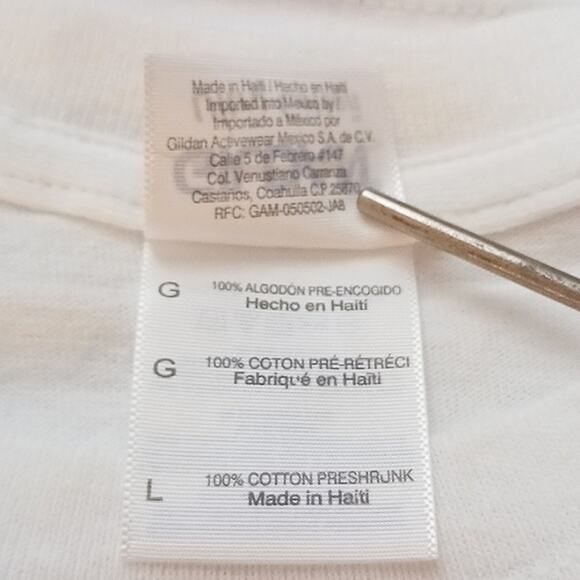 Made in Haiti / Hecho en Haití
Imported Into Mexico by /
Importado a México por
Gildan Activewear Mexico S.A. de C.V.
Calle 5 de Febrero #147
Col. Venustiano Carranza
Castaños, Coahuila C.P. 25870
RFC: GAM-050502-JA8
G 100% ALGODÓN PRE-ENCOGIDO
Hecho en Haití
G 100% COTON PRÉ-RÉTRÉCI
Fabriqué en Haïti
L 100% COTTON PRESHRUNK
Made in Haiti